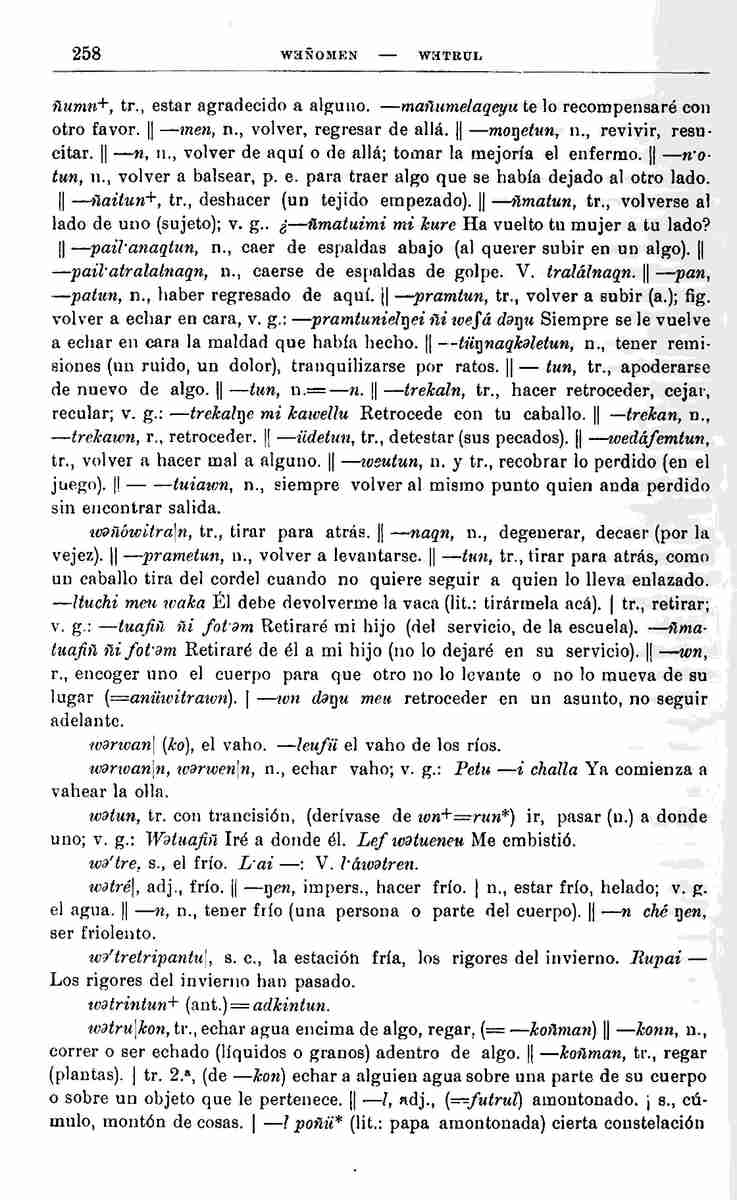 258 WƏÑOMEN — WƏTRUL
ñumn+, tr., estar agradecido a alguno. —mañumelaqeyu te lo recompensaré con
otro favor. || —men, n., volver, regresar de allá. || —moŋetun, n., revivir, resu-
citar. || —n, n., volver de aquí o de allá; tomar la mejoría el enfermo. || —n·o-
tun, n., volver a balsear, p. e. para traer algo que se había dejado al otro lado.
|| —ñaitun+, tr., deshacer (un tejido empezado). || —ñmatun, tr., volverse al
lado de uno (sujeto); v. g.. ¿—ñmatuimi mi kure Ha vuelto tu mujer a tu lado?
|| —pail·anaqtun, n., caer de espaldas abajo (al querer subir en un algo). ||
—pail·atralalnaqn, n., caerse de espaldas de golpe. V. tralálnaqn. || —pan,
—patun, n., haber regresado de aquí. || —pramtun, tr., volver a subir (a.); fig.
volver a echar en cara, v. g.: —pramtunielŋei ñi wefá dəŋu Siempre se le vuelve
a echar en cara la maldad que había hecho. || —tüŋnaqkəletun, n., tener remi-
siones (un ruido, un dolor), tranquilizarse por ratos. || — tun, tr., apoderarse
de nuevo de algo. || —tun, n.=—n. || —trekaln, tr., hacer retroceder, cejar,
recular; v. g.: —trekalŋe mi kawellu Retrocede con tu caballo. || —trekan, n.,
—trekawn, r., retroceder. || —üdetun, tr., detestar (sus pecados). || —wedáfemtun,
tr., volver a hacer mal a alguno. || —weutun, n. y tr., recobrar lo perdido (en el
juego). || — —tuiawn, n., siempre volver al mismo punto quien anda perdido
sin encontrar salida.
wəñówitra|n, tr., tirar para atrás. || —naqn, n., degenerar, decaer (por la
vejez). || —prametun, n., volver a levantarse. || —tun, tr., tirar para atrás, como
un caballo tira del cordel cuando no quiere seguir a quien lo lleva enlazado.
—ltuchi meu waka Él debe devolverme la vaca (lit.: tirármela acá). | tr., retirar;
v. g.: —tuafiñ ñi fot·əm Retiraré mi hijo (del servicio, de la escuela). —ñma-
tuafiñ ñi fot·əm Retiraré de él a mi hijo (no lo dejaré en su servicio). || —wn,
r., encoger uno el cuerpo para que otro no lo levante o no lo mueva de su
lugar (=anüwitrawn). | —wn dəŋu meu retroceder en un asunto, no seguir
adelante.
wərwan| (ko), el vaho. —leufü el vaho de los ríos.
wərwan|n, wərwen|n, n., echar vaho; v. g.: Petu —i challa Ya comienza a
vahear la olla.
wətun, tr. con trancisión, (derívase de wn+=run*) ir, pasar (n.) a donde
uno; v. g.: Wətuafiñ Iré a donde él. Lef wətueneu Me embistió.
wə́tre, s., el frío. L·ai —: V. l·áwətren.
wətré|, adj., frío. || —ŋen, impers., hacer frío. | n., estar frío, helado; v. g.
el agua. || —n, n., tener frío (una persona o parte del cuerpo). || —n ché ŋen,
ser friolento.
wə́tretripantu|, s. c., la estación fría, los rigores del invierno. Rupai —
Los rigores del invierno han pasado.
wətrintun+ (ant.)=adkintun.
wətru|kon, tr., echar agua encima de algo, regar, (= —koñman) || —konn, n.,
correr o ser echado (líquidos o granos) adentro de algo. || —koñman, tr., regar
(plantas). | tr. 2.ª, (de —kon) echar a alguien agua sobre una parte de su cuerpo
o sobre un objeto que le pertenece. || —l, adj., (=futrul) amontonado. | s., cú-
mulo, montón de cosas. | —l poñü* (lit.: papa amontonada) cierta constelación